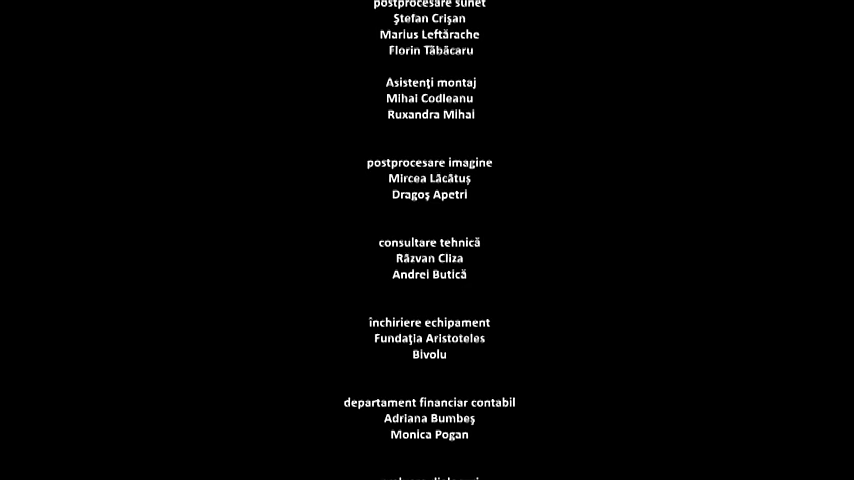 postprocesare sunet
Ştefan Crişan
Marius Leftărache
Florin Tăbăcaru
Asistenţi montaj
Mihai Codleanu
Ruxandra Mihai
postprocesare imagine
Mircea Lăcătuş
Dragoş Apetri
consultare tehnică
Răzvan Cliza
Andrei Butică
închiriere echipament
Fundaţia Aristoteles
Bivolu
departament financiar contabil
Adriana Bumbeş
Monica Pogan